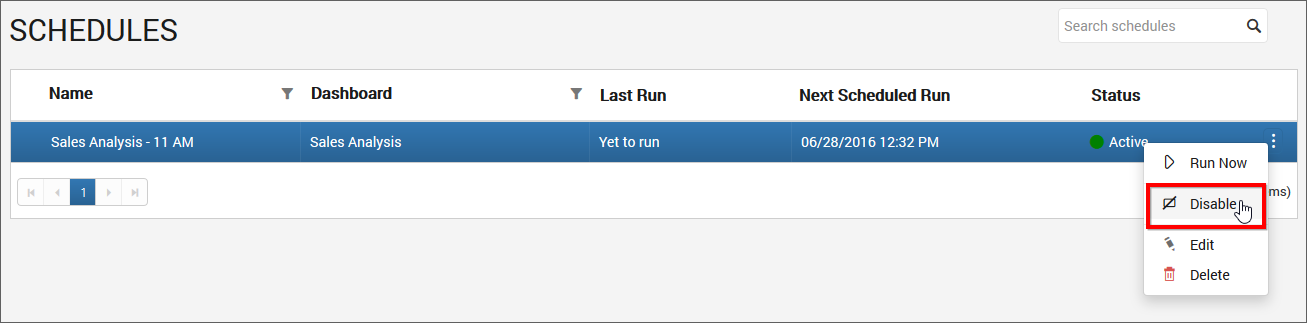 SCHEDULES
Search schedules
Name Dashboard Last Run Next Scheduled Run Status
Sales Analysis - 11 AM Sales Analysis Yet to run 06/28/2016 12:32 PM Active
Run Now
1
ms)
Disable
Edit
Delete